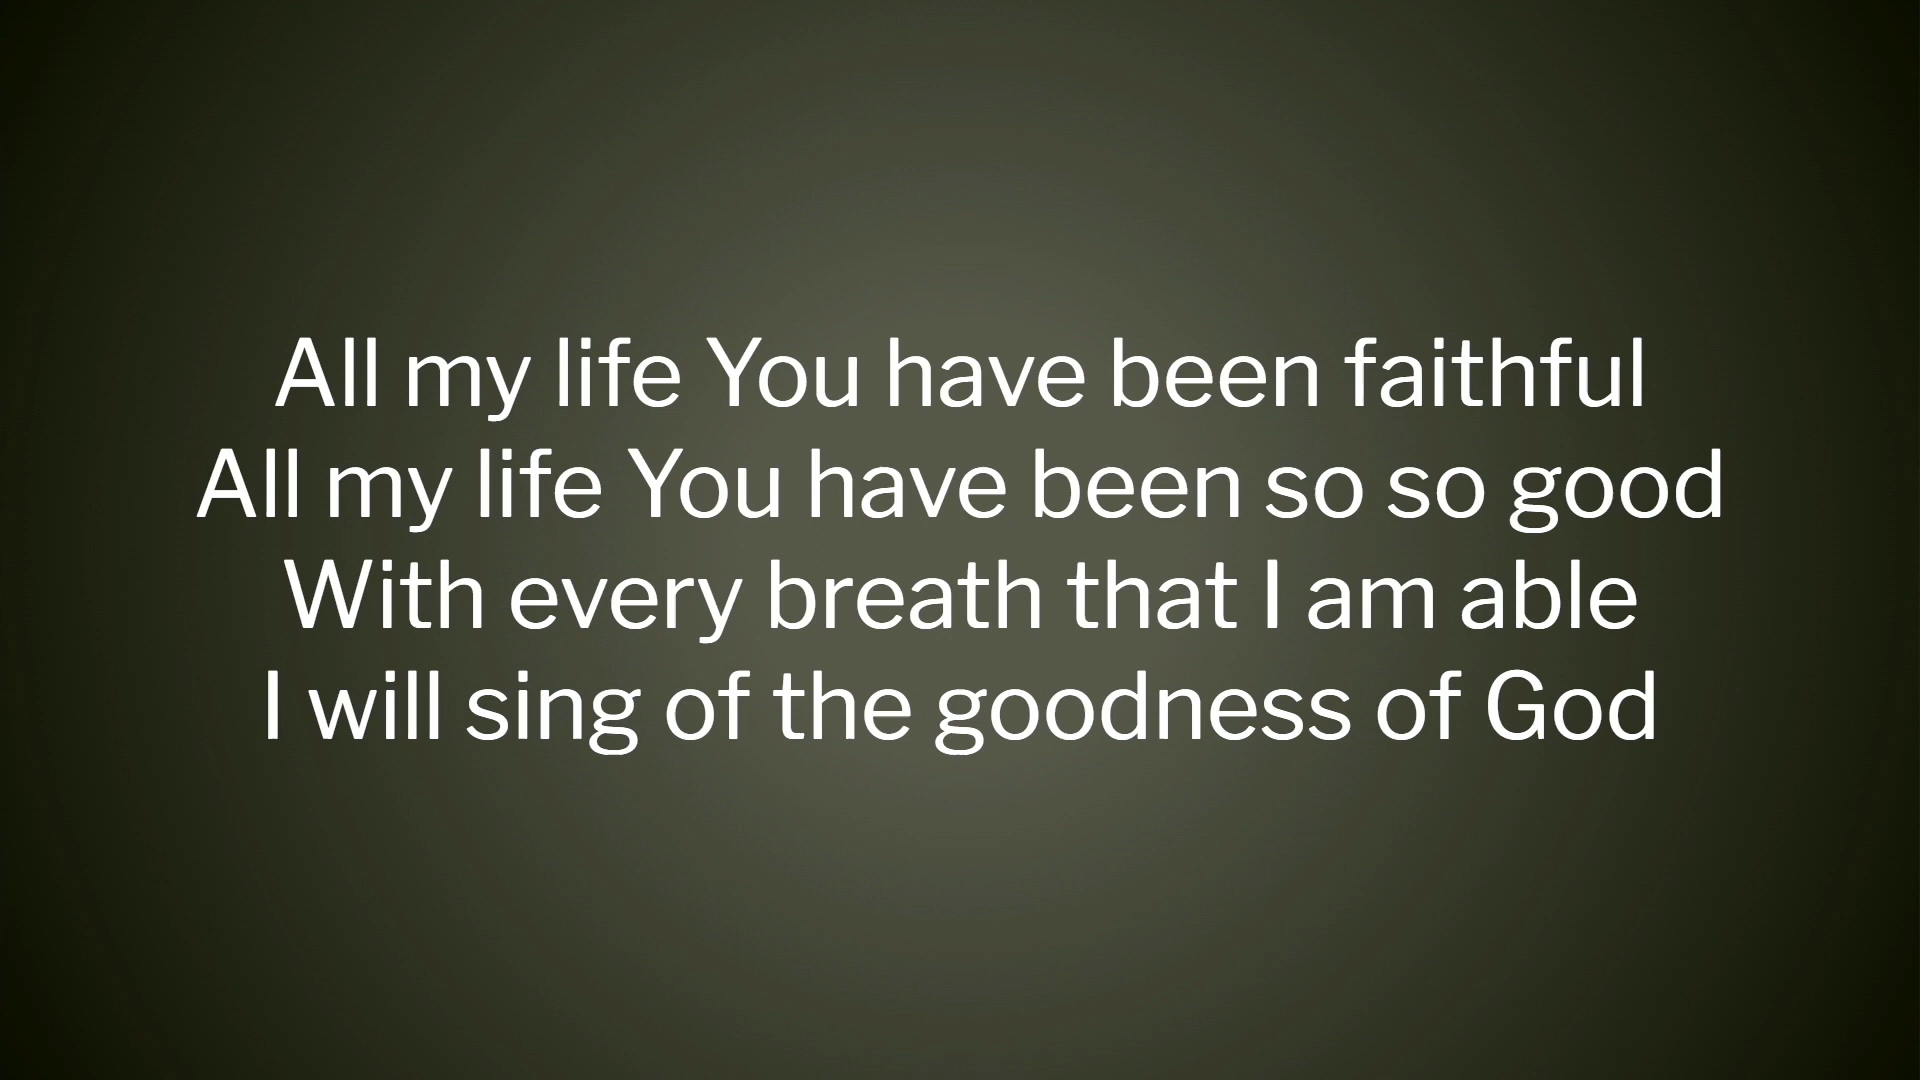 All my life You have been faithful
All my life You have been so so good
With every breath that I am able
I will sing of the goodness of God